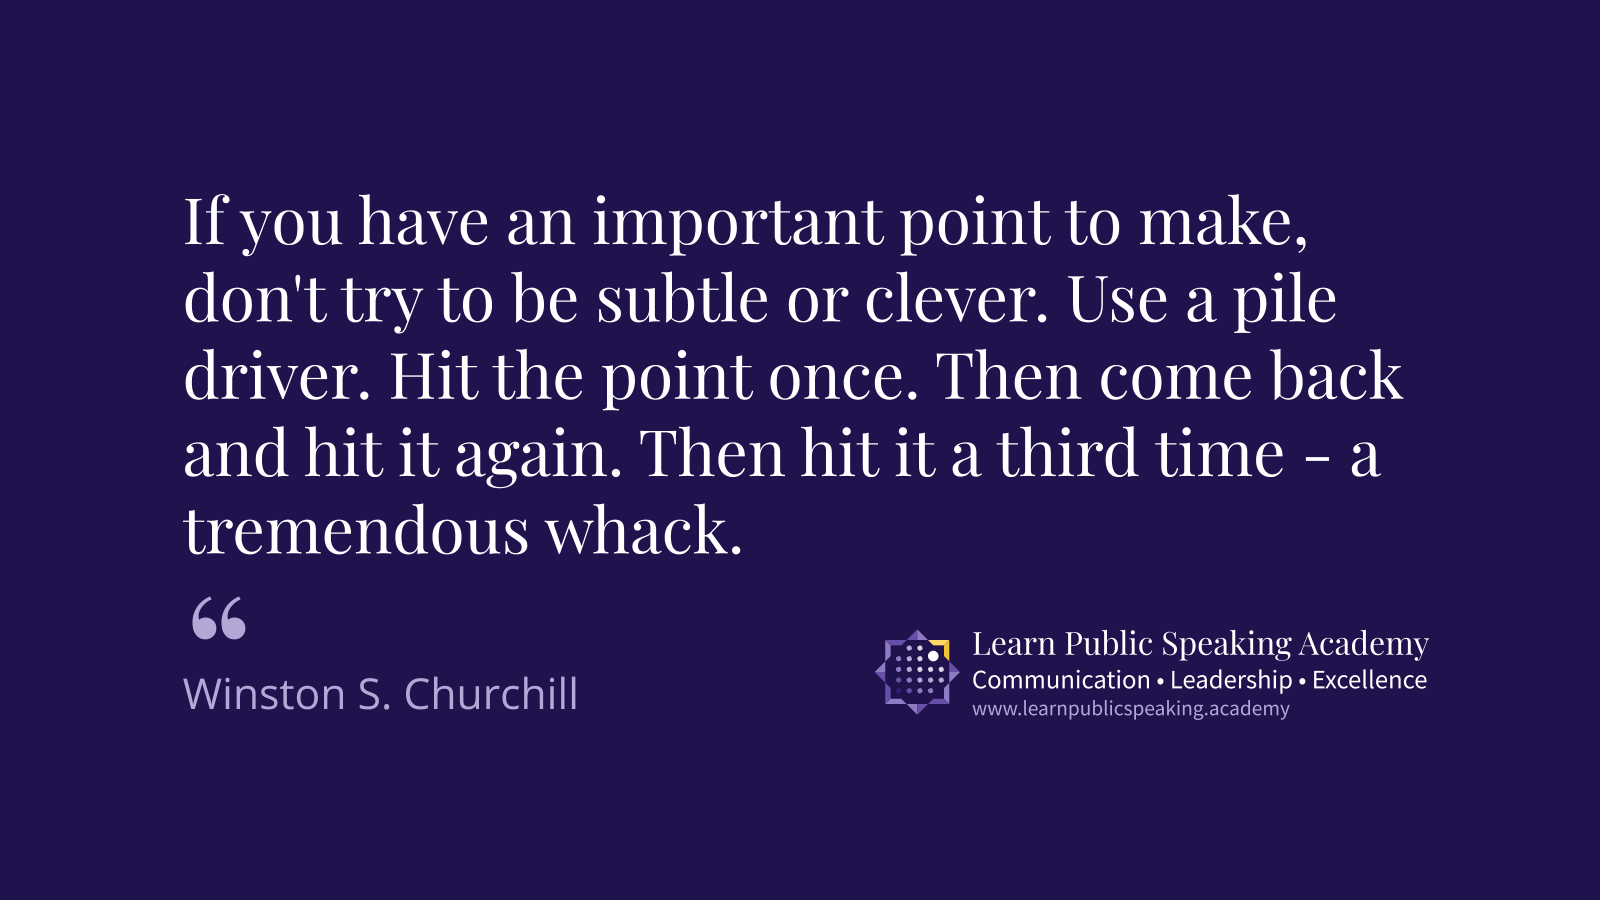 If you have an important point to make,
don't try to be subtle or clever. Use a pile
driver. Hit the point once. Then come back
and hit it again. Then hit it a third time - a
tremendous whack.
“
Winston S. Churchill
Learn Public Speaking Academy
Communication • Leadership • Excellence
www.learnpublicspeaking.academy